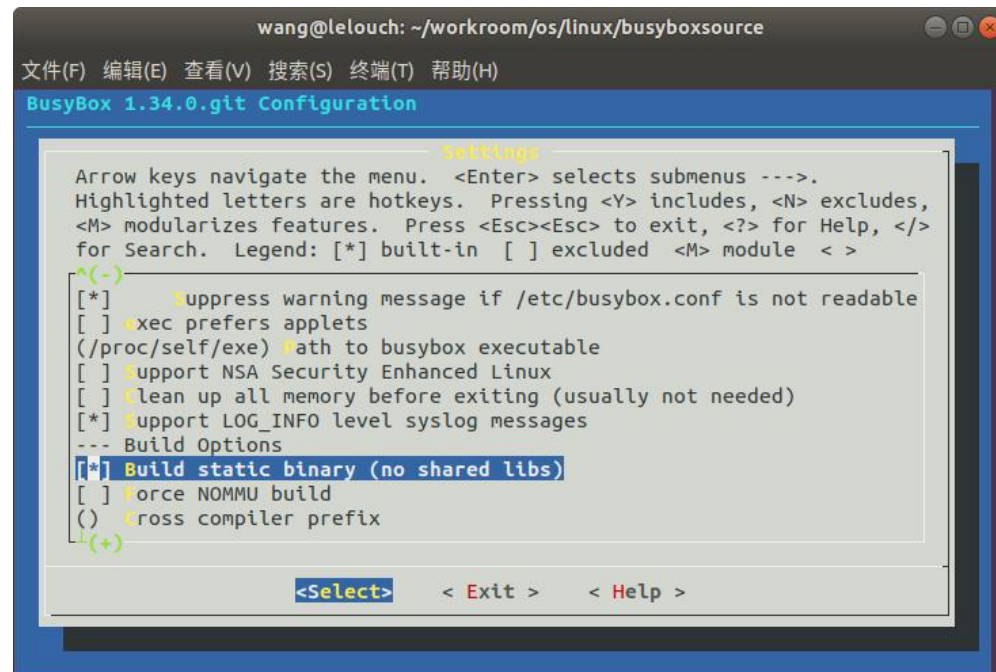 wang@lelouch: ~/workroom/os/linux/busyboxsource
文件(F) 编辑(E) 查看(V) 搜索(S) 终端(T) 帮助(H)
BusyBox 1.34.0.git Configuration
Settings
Arrow keys navigate the menu. <Enter> selects submenus --->.
Highlighted letters are hotkeys. Pressing <Y> includes, <N> excludes,
<M> modularizes features. Press <Esc><Esc> to exit, <?> for Help, </>
for Search. Legend: [*] built-in [ ] excluded <M> module < >
^(-)
[*] Suppress warning message if /etc/busybox.conf is not readable
[ ] exec prefers applets
(/proc/self/exe) Path to busybox executable
[ ] Support NSA Security Enhanced Linux
[ ] Clean up all memory before exiting (usually not needed)
[*] Support LOG_INFO level syslog messages
--- Build Options
[*] Build static binary (no shared libs)
[ ] Force NOMMU build
() Cross compiler prefix
┴(+)
<Select> < Exit > < Help >